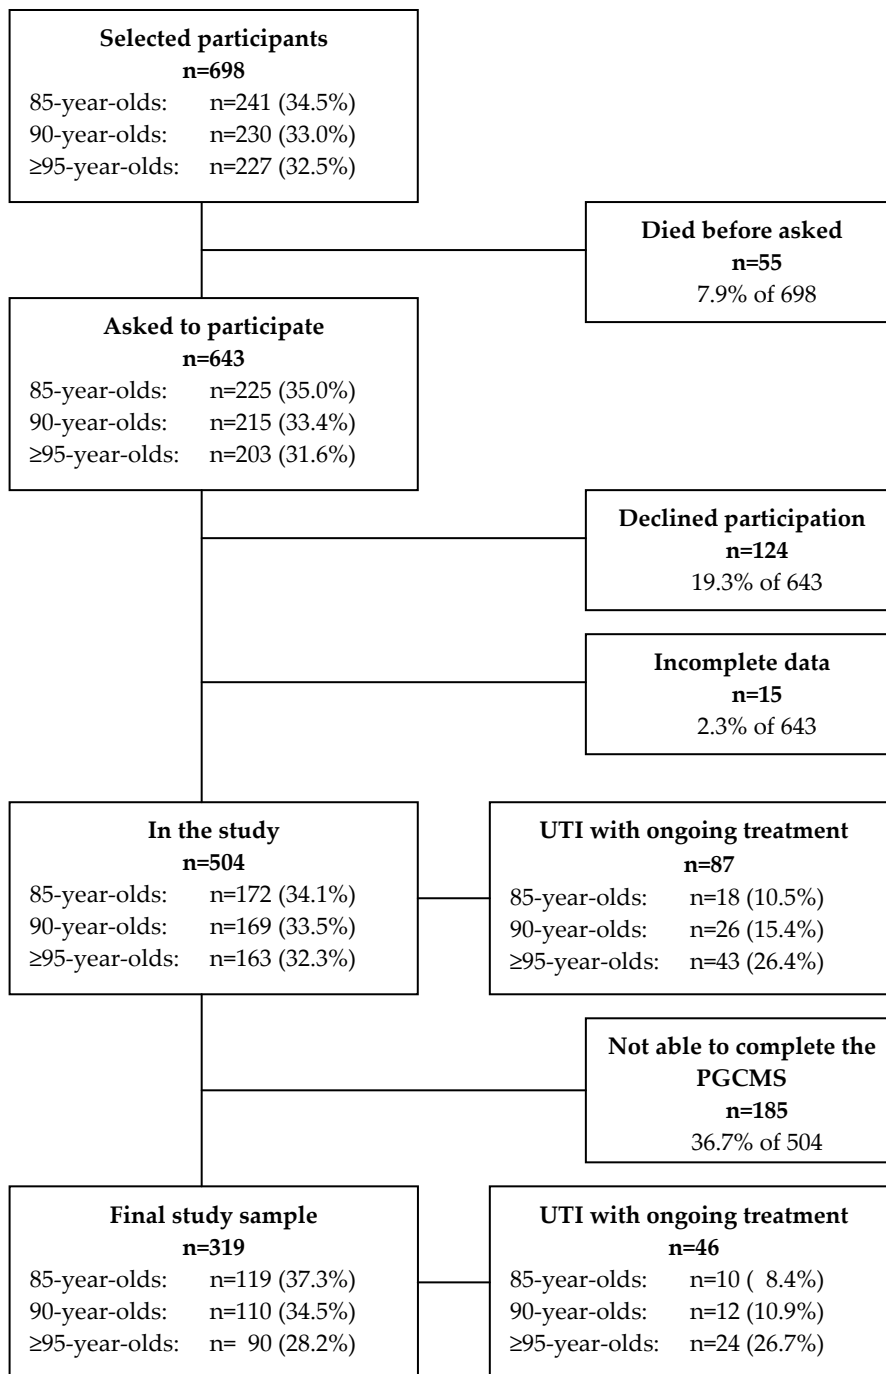 Selected participants
n=698
85-year-olds: n=241 (34.5%)
90-year-olds: n=230 (33.0%)
≥95-year-olds: n=227 (32.5%)
Died before asked
n=55
7.9% of 698
Asked to participate
n=643
85-year-olds: n=225 (35.0%)
90-year-olds: n=215 (33.4%)
≥95-year-olds: n=203 (31.6%)
Declined participation
n=124
19.3% of 643
Incomplete data
n=15
2.3% of 643
In the study
n=504
85-year-olds: n=172 (34.1%)
90-year-olds: n=169 (33.5%)
≥95-year-olds: n=163 (32.3%)
UTI with ongoing treatment
n=87
85-year-olds: n=18 (10.5%)
90-year-olds: n=26 (15.4%)
≥95-year-olds: n=43 (26.4%)
Not able to complete the
PGCMS
n=185
36.7% of 504
Final study sample
n=319
85-year-olds: n=119 (37.3%)
90-year-olds: n=110 (34.5%)
≥95-year-olds: n= 90 (28.2%)
UTI with ongoing treatment
n=46
85-year-olds: n=10 ( 8.4%)
90-year-olds: n=12 (10.9%)
≥95-year-olds: n=24 (26.7%)